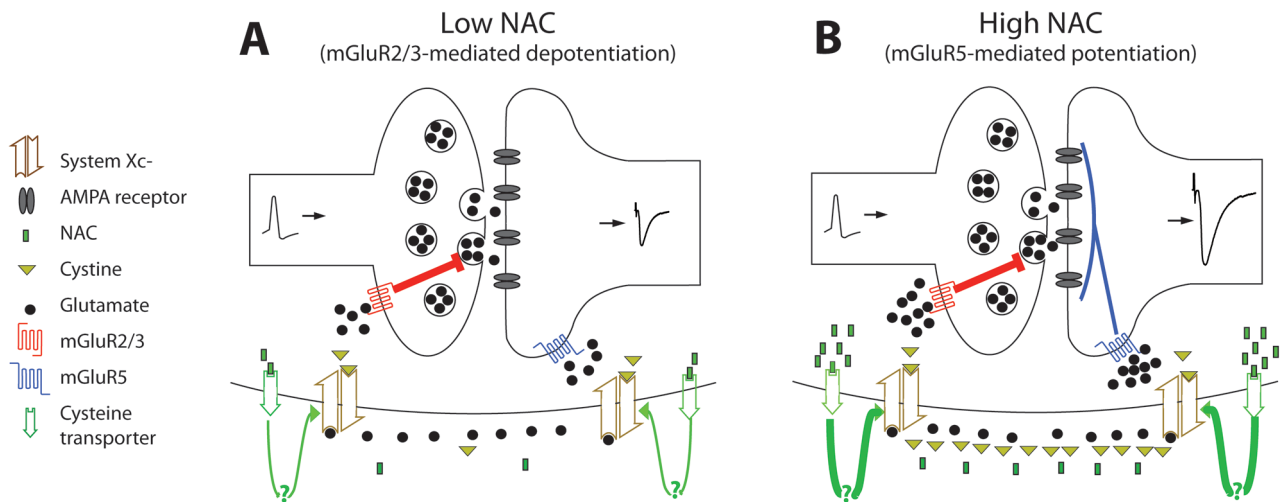 A
Low NAC
(mGluR2/3-mediated depotentiation)
B
High NAC
(mGluR5-mediated potentiation)
System Xc-
AMPA receptor
NAC
Cystine
Glutamate
mGluR2/3
mGluR5
Cysteine
transporter
?
?
?
?